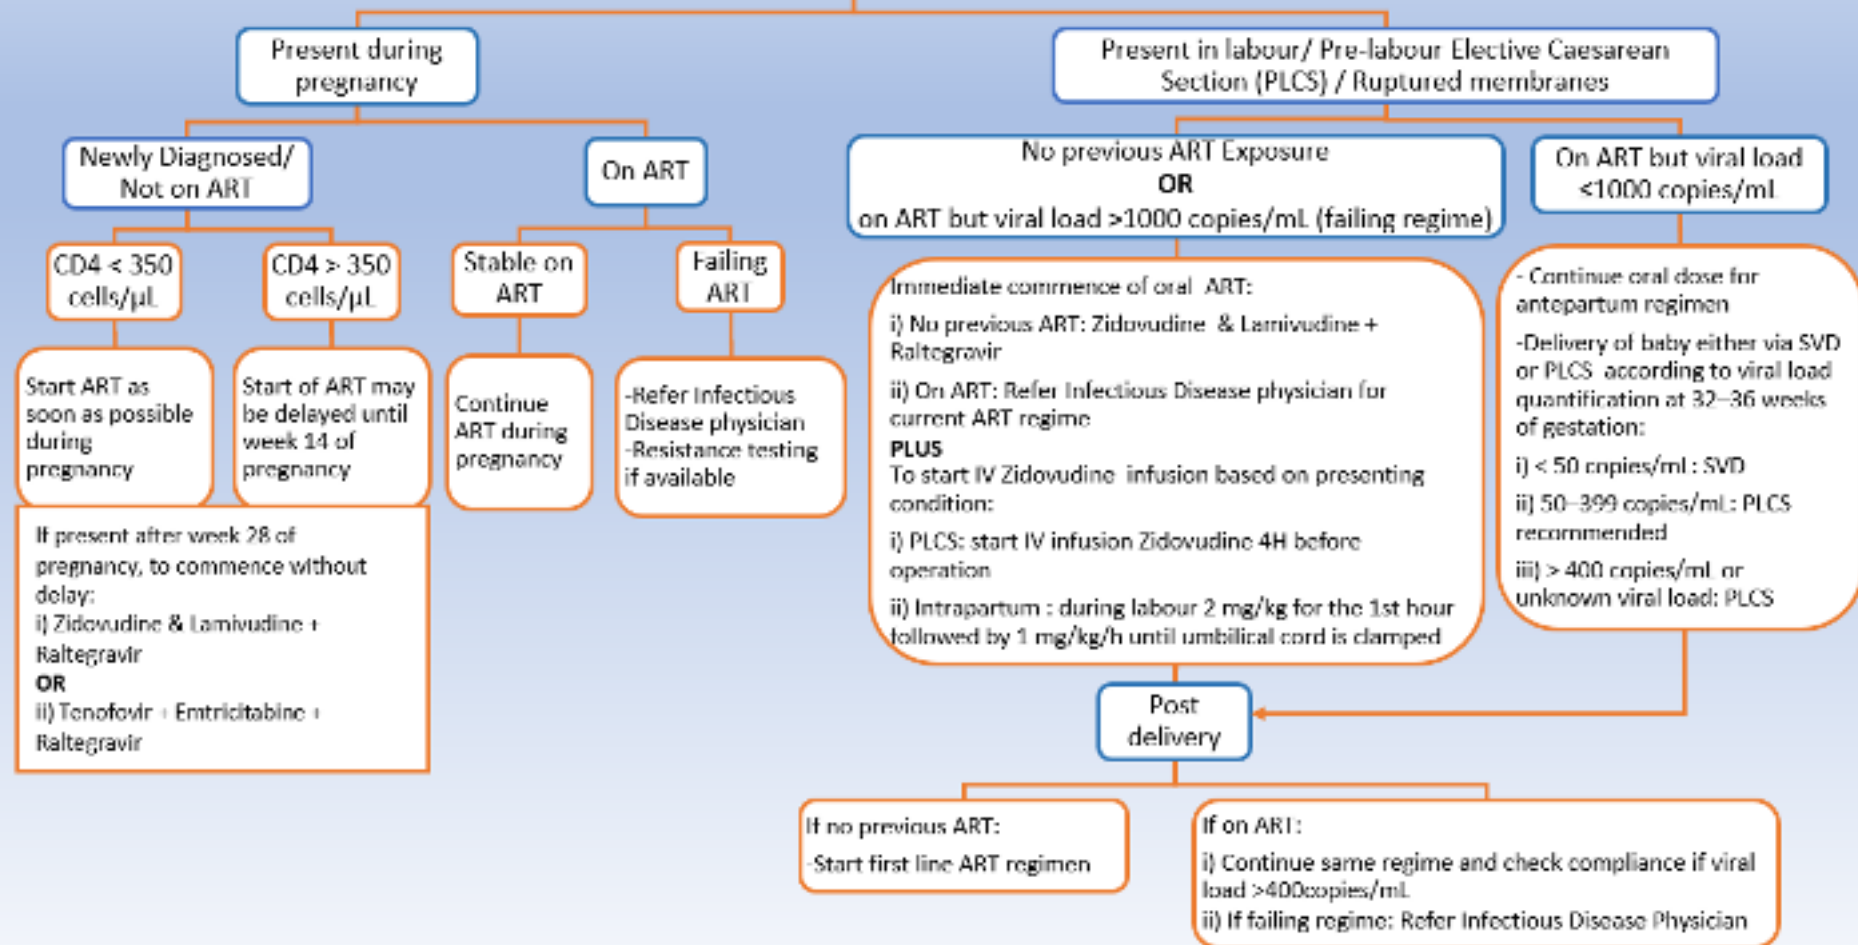 Present during
pregnancy
Present in labour/ Pre-labour Elective Caesarean
Section (PLCS) / Ruptured membranes
Newly Diagnosed/
Not on ART
On ART
No previous ART Exposure
OR
on ART but viral load >1000 copies/mL (failing regime)
On ART but viral load
≤1000 copies/mL
CD4 < 350
cells/µL
CD4 > 350
cells/µL
Stable on
ART
Failing
ART
Start ART as
soon as possible
during
pregnancy
Start of ART may
be delayed until
week 14 of
pregnancy
Continue
ART during
pregnancy
-Refer Infectious
Disease physician
-Resistance testing
if available
If present after week 28 of
pregnancy, to commence without
delay:
i) Zidovudine & Lamivudine +
Raltegravir
OR
ii) Tenofovir + Emtricitabine +
Raltegravir
Immediate commence of oral ART:
i) No previous ART: Zidovudine & Lamivudine +
Raltegravir
ii) On ART: Refer Infectious Disease physician for
current ART regime
PLUS
To start IV Zidovudine infusion based on presenting
condition:
i) PLCS: start IV infusion Zidovudine 4H before
operation
ii) Intrapartum : during labour 2 mg/kg for the 1st hour
followed by 1 mg/kg/h until umbilical cord is clamped
- Continue oral dose for
antepartum regimen
-Delivery of baby either via SVD
or PLCS according to viral load
quantification at 32–36 weeks
of gestation:
i) < 50 copies/mL: SVD
ii) 50–399 copies/mL: PLCS
recommended
iii) > 400 copies/mL or
unknown viral load: PLCS
Post
delivery
If no previous ART:
-Start first line ART regimen
If on ART:
i) Continue same regime and check compliance if viral
load >400copies/mL
ii) If failing regime: Refer Infectious Disease Physician